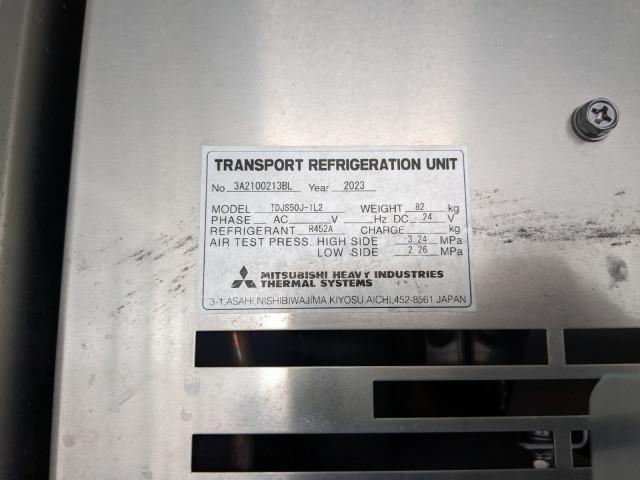 TRANSPORT REFRIGERATION UNIT
No 3A2100213BL Year 2023
MODEL TDJS50J-1L2 WEIGHT 82 kg
PHASE AC V Hz DC 24 V
REFRIGERANT R452A CHARGE kg
AIR TEST PRESS. HIGH SIDE 3.24 MPa
LOW SIDE 2.26 MPa
MITSUBISHI HEAVY INDUSTRIES
THERMAL SYSTEMS
3-1,ASAHI,NISHIBIWAJIMA,KIYOSU,AICHI,452-8561 JAPAN